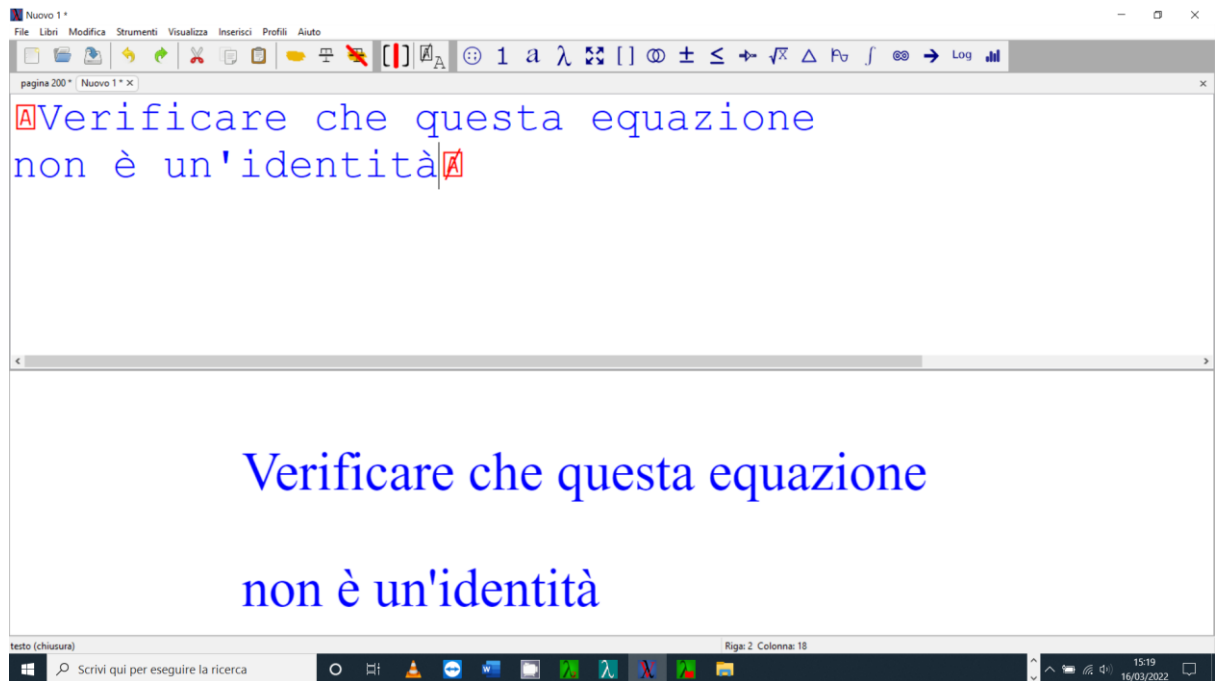 Nuovo 1 *
File Libri Modifica Strumenti Visualizza Inserisci Profili Aiuto
1 a λ [ ] ± ≤ √x ∫ → Log
pagina 200 * Nuovo 1 *
Verificare che questa equazione
non è un'identità
Verificare che questa equazione
non è un'identità
testo (chiusura) Riga: 2 Colonna: 18
Scrivi qui per eseguire la ricerca 15:19
16/03/2022